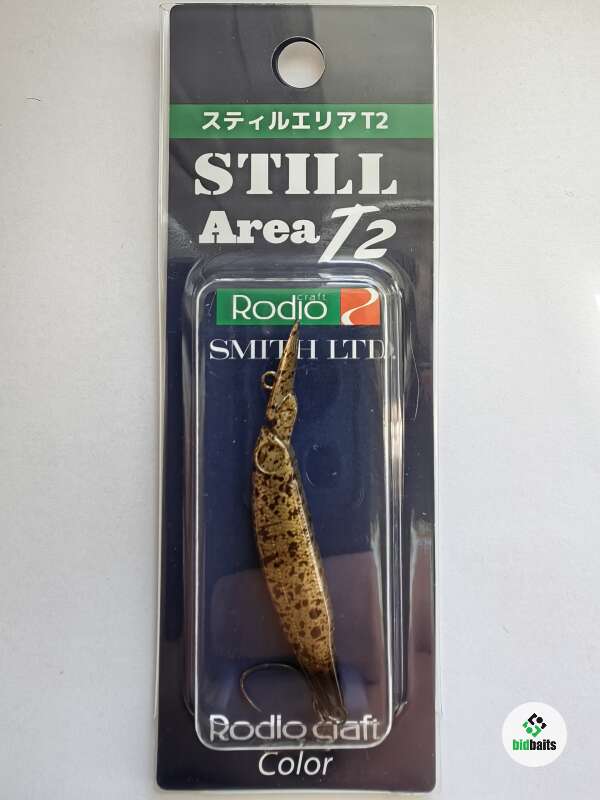 スティルエリアT2
STILL
Area T2
craft
Rodio
SMITH LTD.
Rodio craft
Color
bidbaits